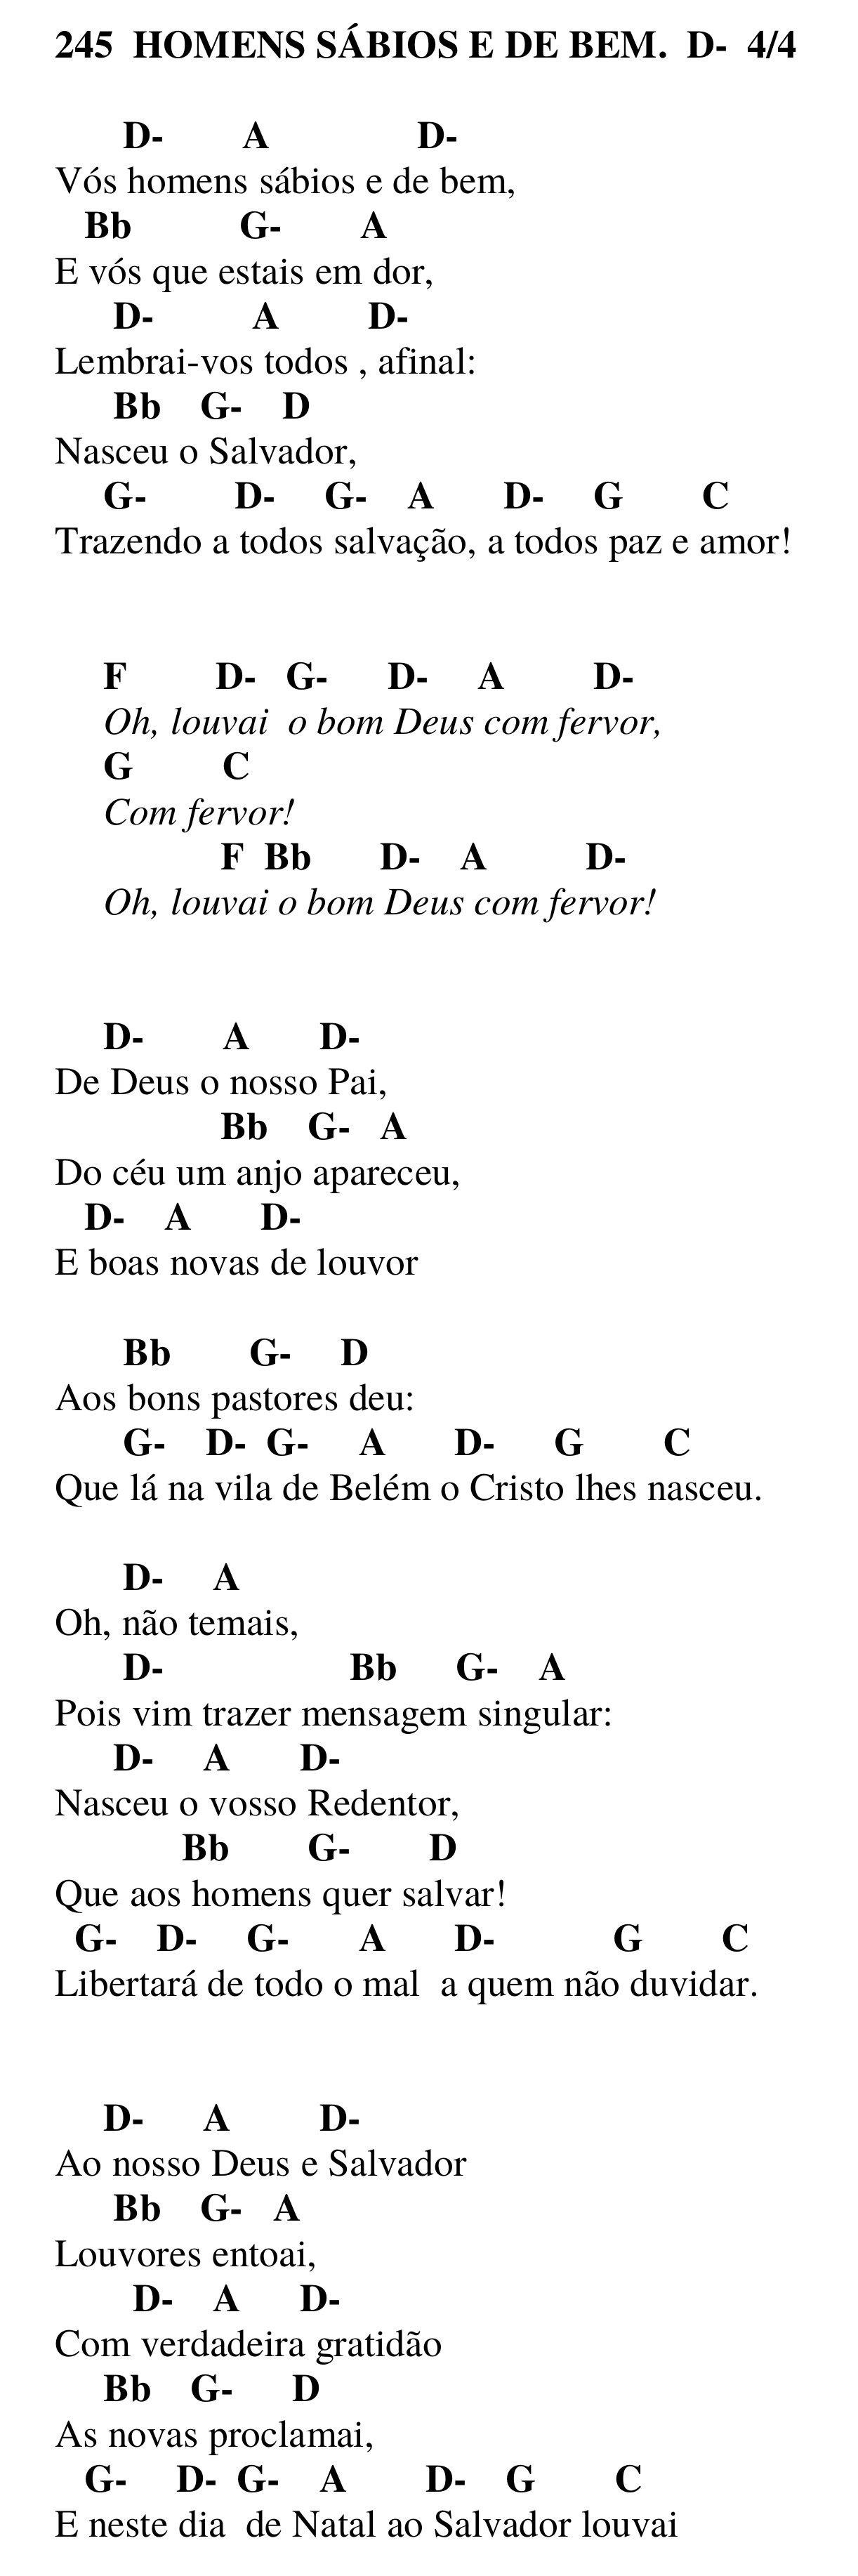 245  HOMENS SÁBIOS E DE BEM.  D-  4/4
D-        A               D-
Vós homens sábios e de bem,
Bb           G-        A
E vós que estais em dor,
D-          A         D-
Lembrai-vos todos , afinal:
Bb    G-    D
Nasceu o Salvador,
G-         D-     G-    A       D-     G        C
Trazendo a todos salvação, a todos paz e amor!
F         D-   G-      D-     A         D-
Oh, louvai  o bom Deus com fervor,
G         C
Com fervor!
F  Bb       D-    A          D-
Oh, louvai o bom Deus com fervor!
D-        A       D-
De Deus o nosso Pai,
Bb    G-   A
Do céu um anjo apareceu,
D-    A       D-
E boas novas de louvor
Bb        G-     D
Aos bons pastores deu:
G-    D-  G-     A       D-      G        C
Que lá na vila de Belém o Cristo lhes nasceu.
D-     A
Oh, não temais,
D-                   Bb      G-    A
Pois vim trazer mensagem singular:
D-     A       D-
Nasceu o vosso Redentor,
Bb        G-        D
Que aos homens quer salvar!
G-    D-     G-       A       D-            G        C
Libertará de todo o mal  a quem não duvidar.
D-      A         D-
Ao nosso Deus e Salvador
Bb    G-   A
Louvores entoai,
D-    A      D-
Com verdadeira gratidão
Bb    G-      D
As novas proclamai,
G-     D-  G-    A        D-    G        C
E neste dia  de Natal ao Salvador louvai